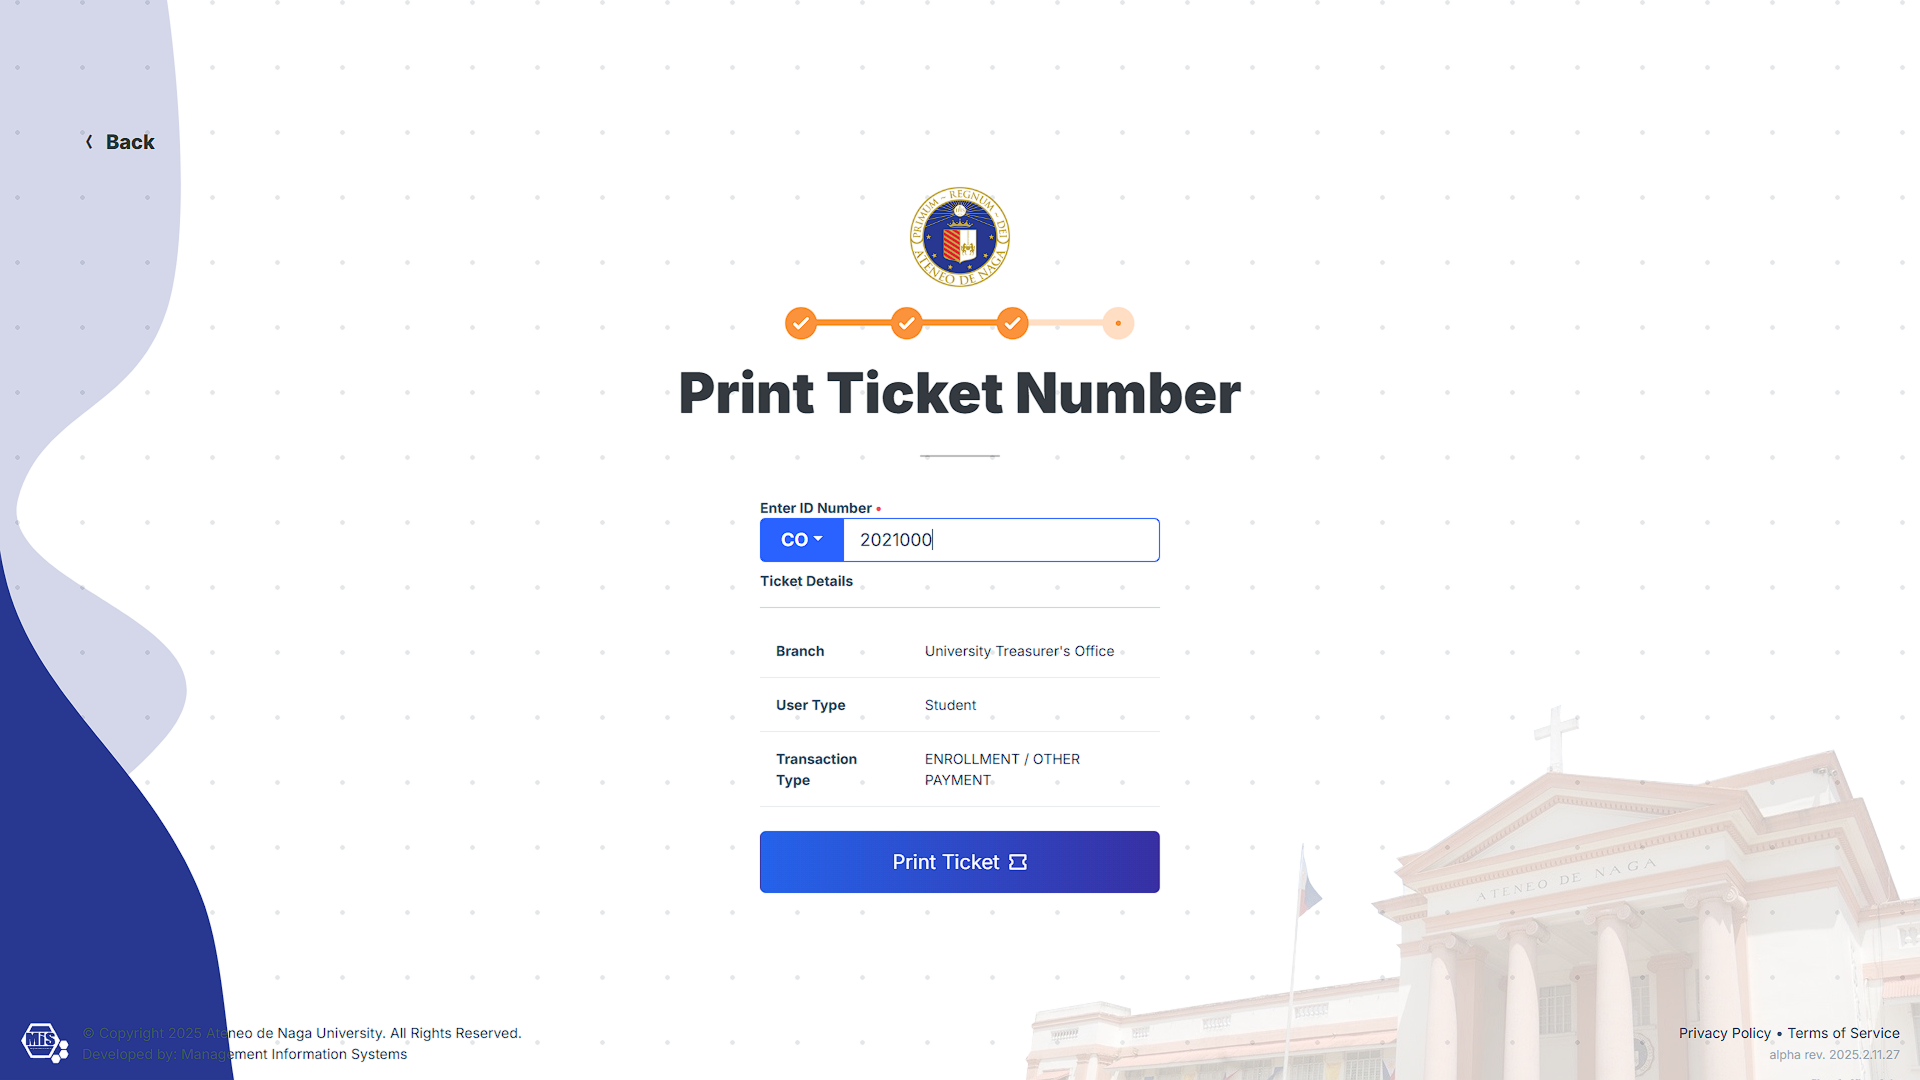 Back
PRIMUM ~ REGNUM ~ DEI
ATENEO DE NAGA
Print Ticket Number
Enter ID Number •
CO 2021000
Ticket Details
Branch University Treasurer's Office
User Type Student
Transaction Type ENROLLMENT / OTHER PAYMENT
Print Ticket
ATENEO DE NAGA
MIS
© Copyright 2025 Ateneo de Naga University. All Rights Reserved.
Developed by: Management Information Systems
Privacy Policy • Terms of Service
alpha rev. 2025.2.11.27